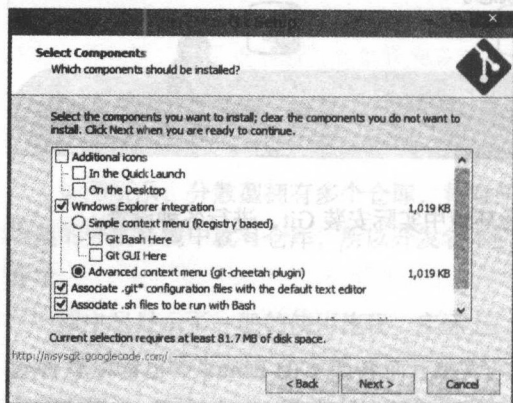 Git Setup
Select Components
Which components should be installed?
Select the components you want to install; clear the components you do not want to
install. Click Next when you are ready to continue.
Additional icons
In the Quick Launch
On the Desktop
Windows Explorer integration 1,019 KB
Simple context menu (Registry based)
Git Bash Here
Git GUI Here
Advanced context menu (git-cheetah plugin) 1,019 KB
Associate .git* configuration files with the default text editor
Associate .sh files to be run with Bash
Current selection requires at least 81.7 MB of disk space.
http://msysgit.googlecode.com/
< Back Next > Cancel